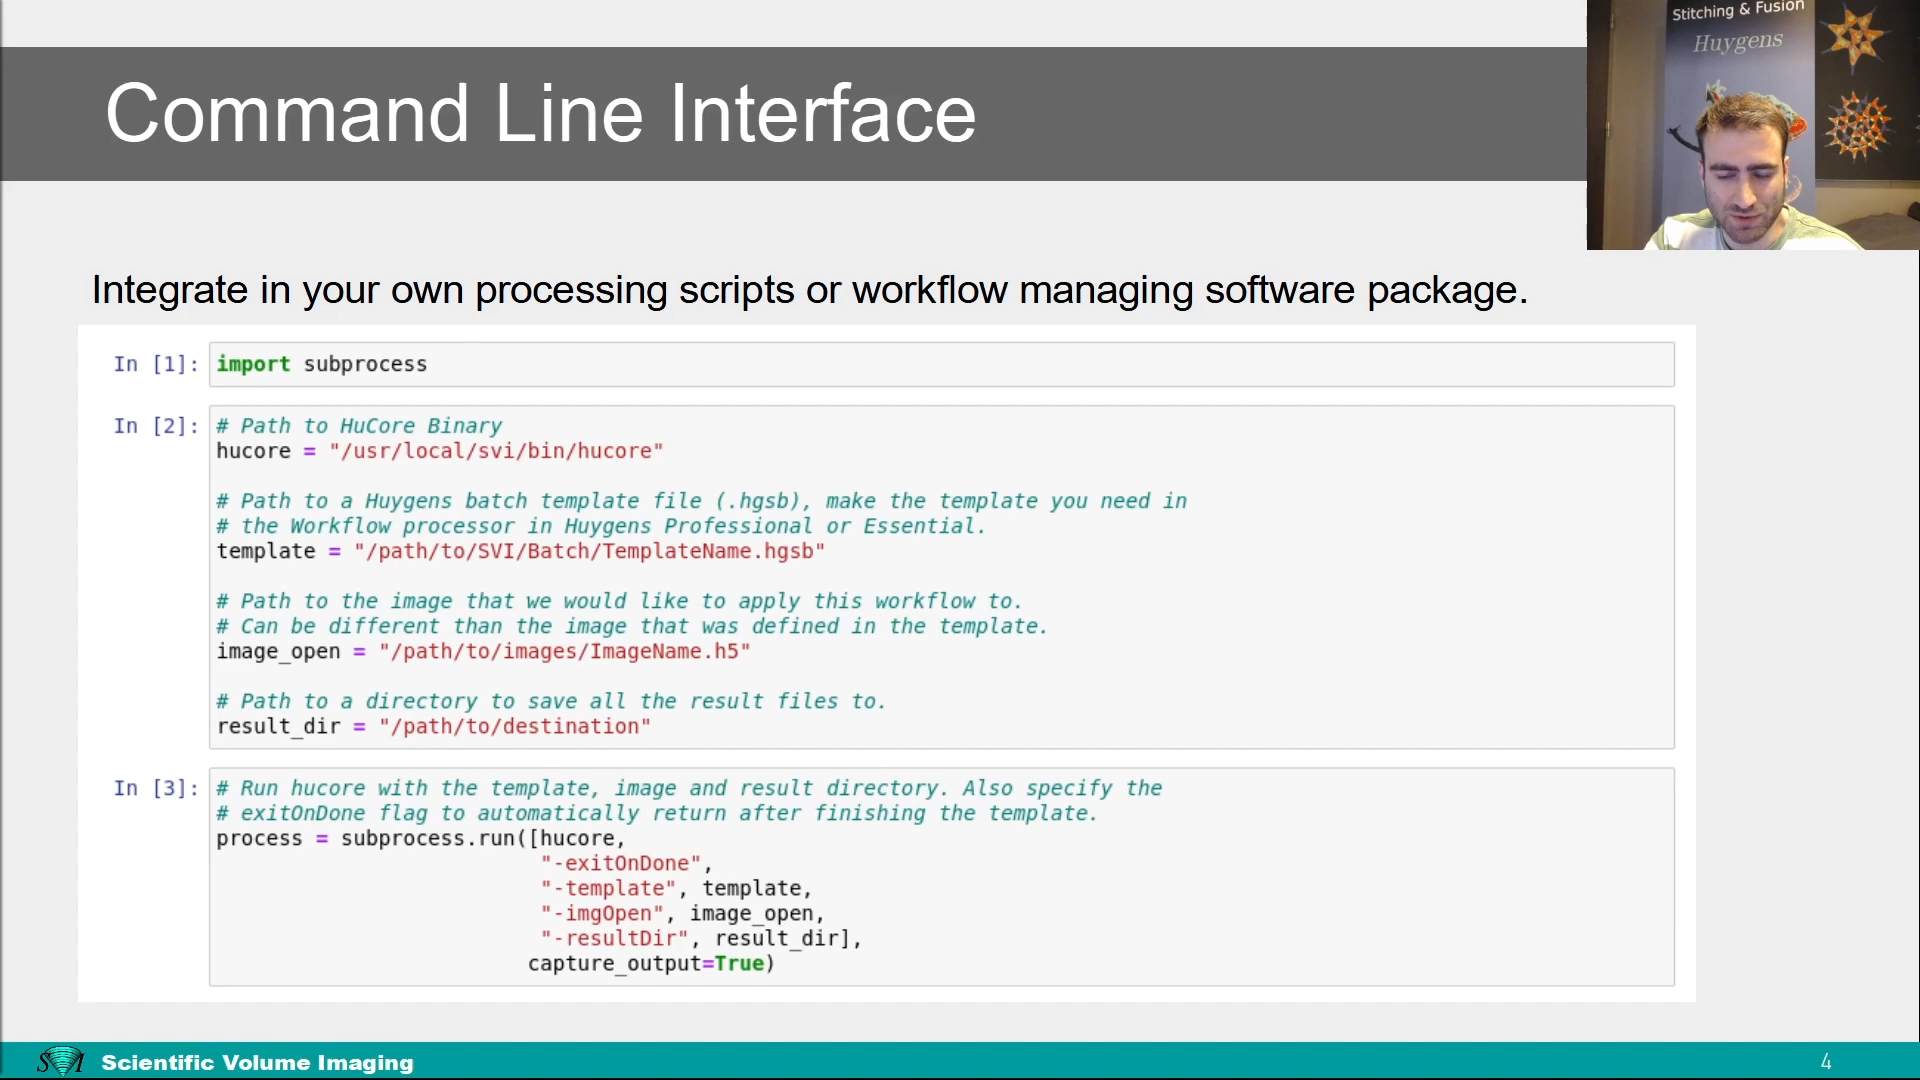 Command Line Interface
Stitching & Fusion
Huygens
Integrate in your own processing scripts or workflow managing software package.
In [1]: import subprocess
In [2]: # Path to HuCore Binary
hucore = "/usr/local/svi/bin/hucore"
# Path to a Huygens batch template file (.hgsb), make the template you need in
# the Workflow processor in Huygens Professional or Essential.
template = "/path/to/SVI/Batch/TemplateName.hgsb"
# Path to the image that we would like to apply this workflow to.
# Can be different than the image that was defined in the template.
image_open = "/path/to/images/ImageName.h5"
# Path to a directory to save all the result files to.
result_dir = "/path/to/destination"
In [3]: # Run hucore with the template, image and result directory. Also specify the
# exitOnDone flag to automatically return after finishing the template.
process = subprocess.run([hucore,
"-exitOnDone",
"-template", template,
"-imgOpen", image_open,
"-resultDir", result_dir],
capture_output=True)
SVI Scientific Volume Imaging
4